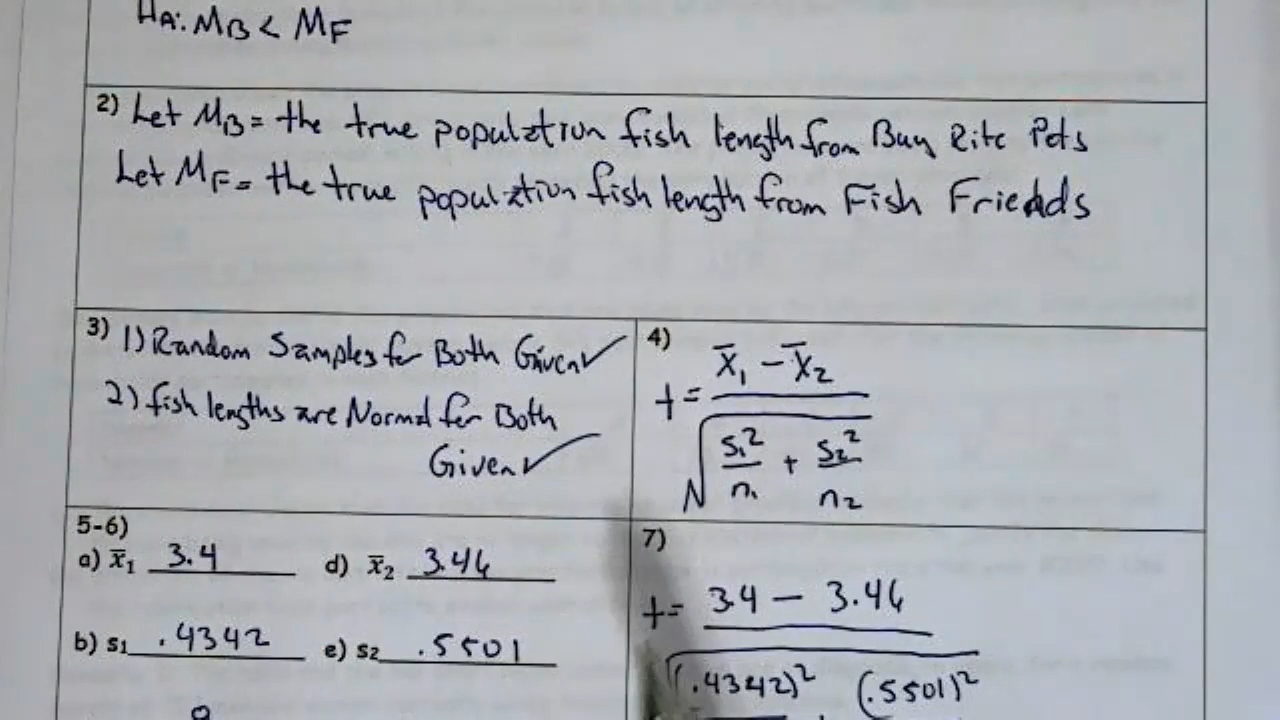 HA: MB < MF
2) Let MB = the true population fish length from Buy Rite Pets
Let MF = the true population fish length from Fish Friends
3) 1) Random Samples for Both Given ✓
2) fish lengths are Normal for Both
Given ✓
4)
x̄1 − x̄2
t =
√ s1² / n1 + s2² / n2
5-6)
a) x̄1 3.4 d) x̄2 3.46
b) s1 .4342 e) s2 .5501
7)
t = 3.4 − 3.46
√ (.4342)² (.5501)²